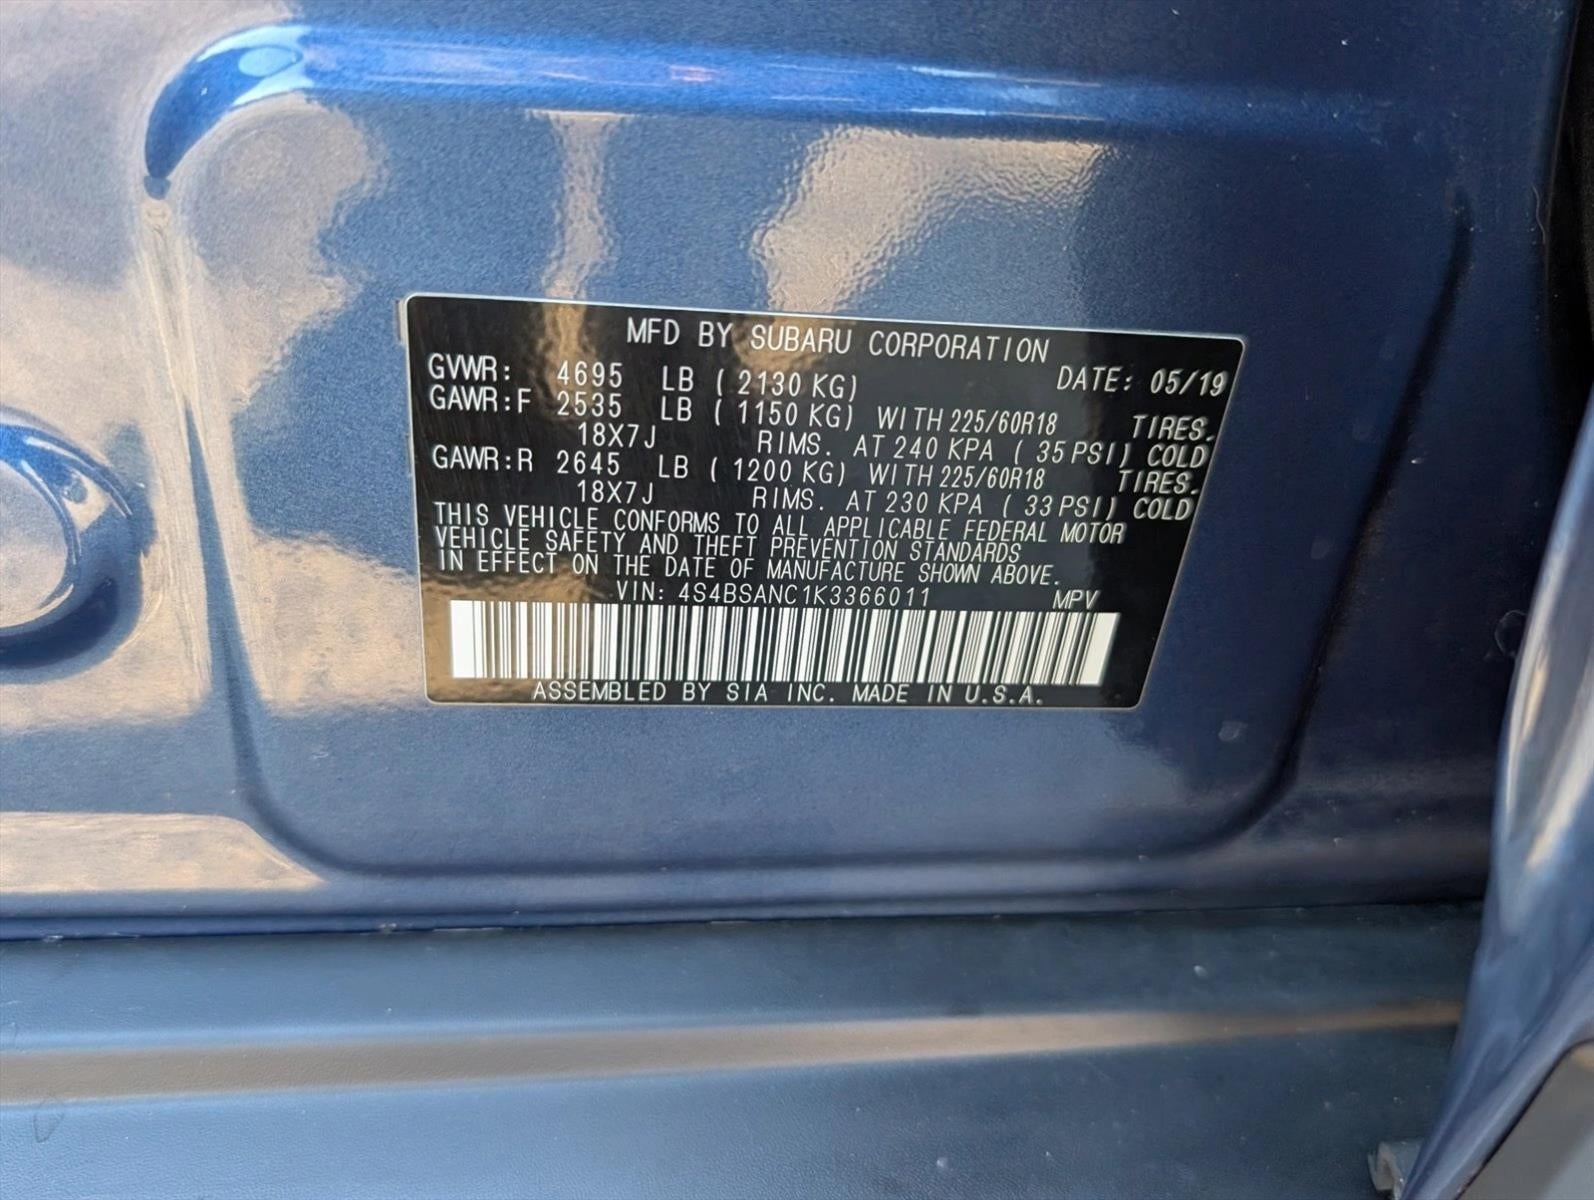 MFD BY SUBARU CORPORATION
GVWR: 4695 LB ( 2130 KG) DATE: 05/19
GAWR:F 2535 LB ( 1150 KG) WITH 225/60R18 TIRES.
18X7J RIMS. AT 240 KPA ( 35 PSI) COLD
GAWR:R 2645 LB ( 1200 KG) WITH 225/60R18 TIRES.
18X7J RIMS. AT 230 KPA ( 33 PSI) COLD
THIS VEHICLE CONFORMS TO ALL APPLICABLE FEDERAL MOTOR
VEHICLE SAFETY AND THEFT PREVENTION STANDARDS
IN EFFECT ON THE DATE OF MANUFACTURE SHOWN ABOVE.
VIN: 4S4BSANC1K3366011 MPV
ASSEMBLED BY SIA INC. MADE IN U.S.A.